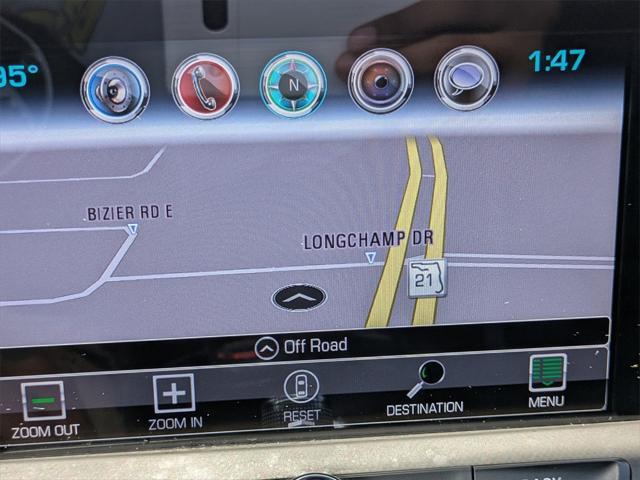 95°
1:47
N
BIZIER RD E
LONGCHAMP DR
21
Off Road
ZOOM OUT
ZOOM IN
RESET
DESTINATION
MENU